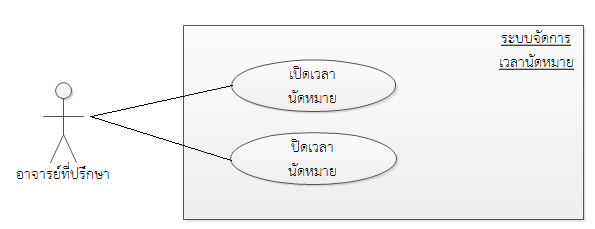 ระบบจัดการ
เวลานัดหมาย
เปิดเวลา
นัดหมาย
ปิดเวลา
นัดหมาย
อาจารย์ที่ปรึกษา